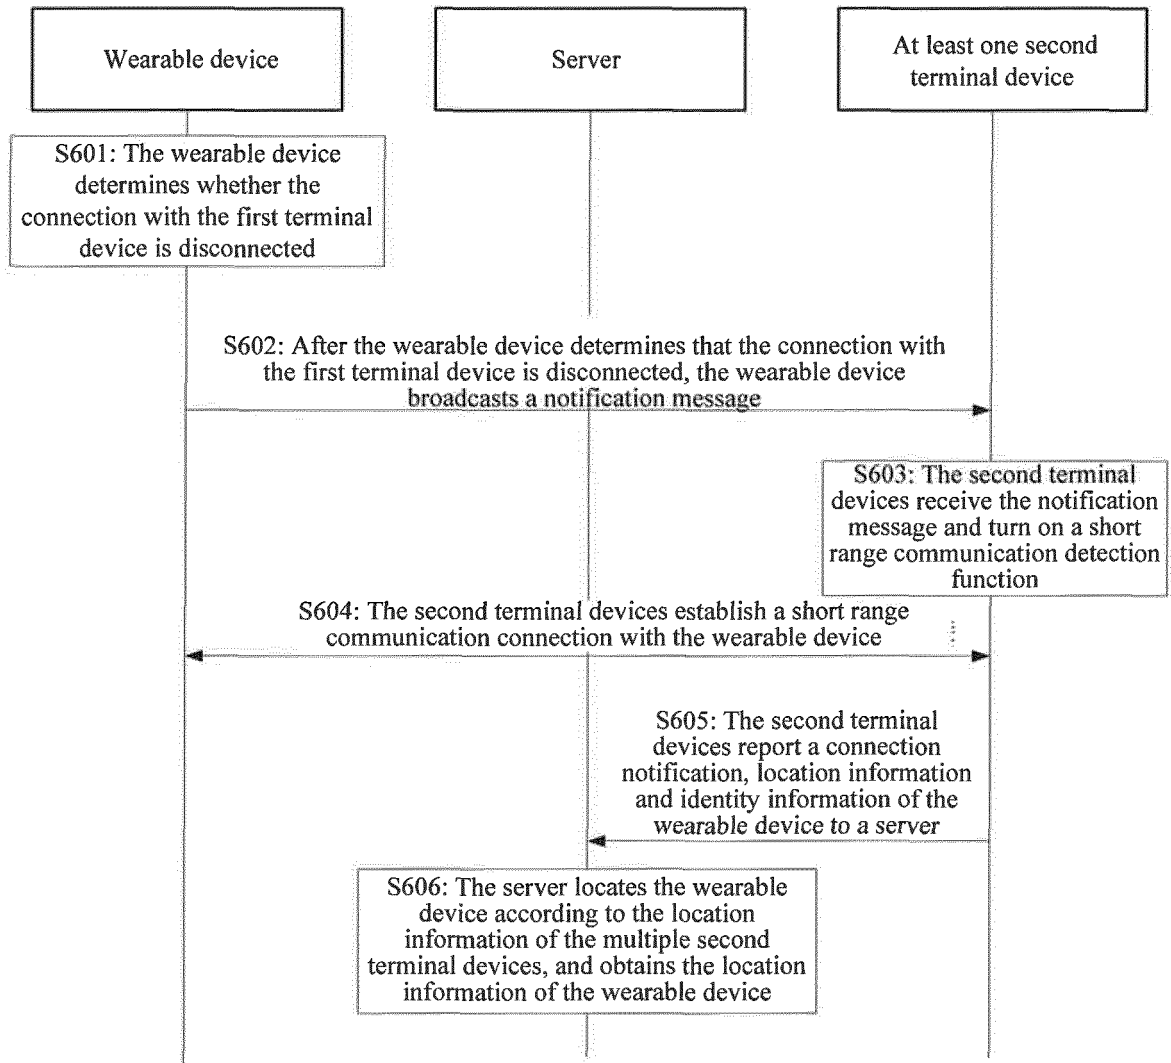 Wearable device
Server
At least one second
terminal device
S601: The wearable device
determines whether the
connection with the first terminal
device is disconnected
S602: After the wearable device determines that the connection with
the first terminal device is disconnected, the wearable device
broadcasts a notification message
S603: The second terminal
devices receive the notification
message and turn on a short
range communication detection
function
S604: The second terminal devices establish a short range
communication connection with the wearable device
S605: The second terminal
devices report a connection
notification, location information
and identity information of the
wearable device to a server
S606: The server locates the wearable
device according to the location
information of the multiple second
terminal devices, and obtains the location
information of the wearable device